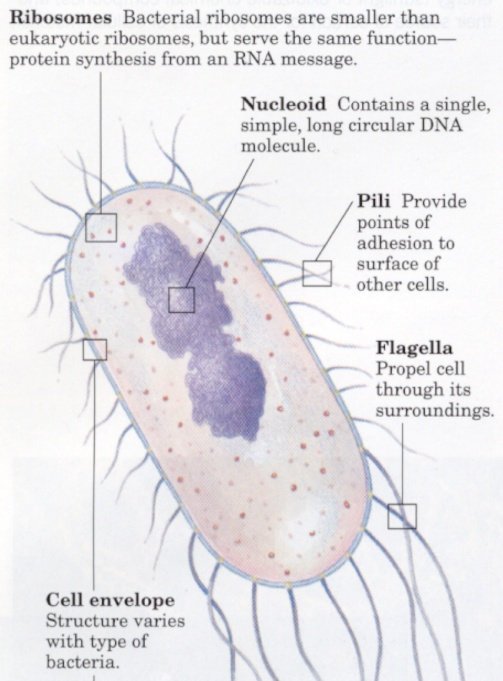 Ribosomes Bacterial ribosomes are smaller than
eukaryotic ribosomes, but serve the same function—
protein synthesis from an RNA message.
Nucleoid Contains a single,
simple, long circular DNA
molecule.
Pili Provide
points of
adhesion to
surface of
other cells.
Flagella
Propel cell
through its
surroundings.
Cell envelope
Structure varies
with type of
bacteria.